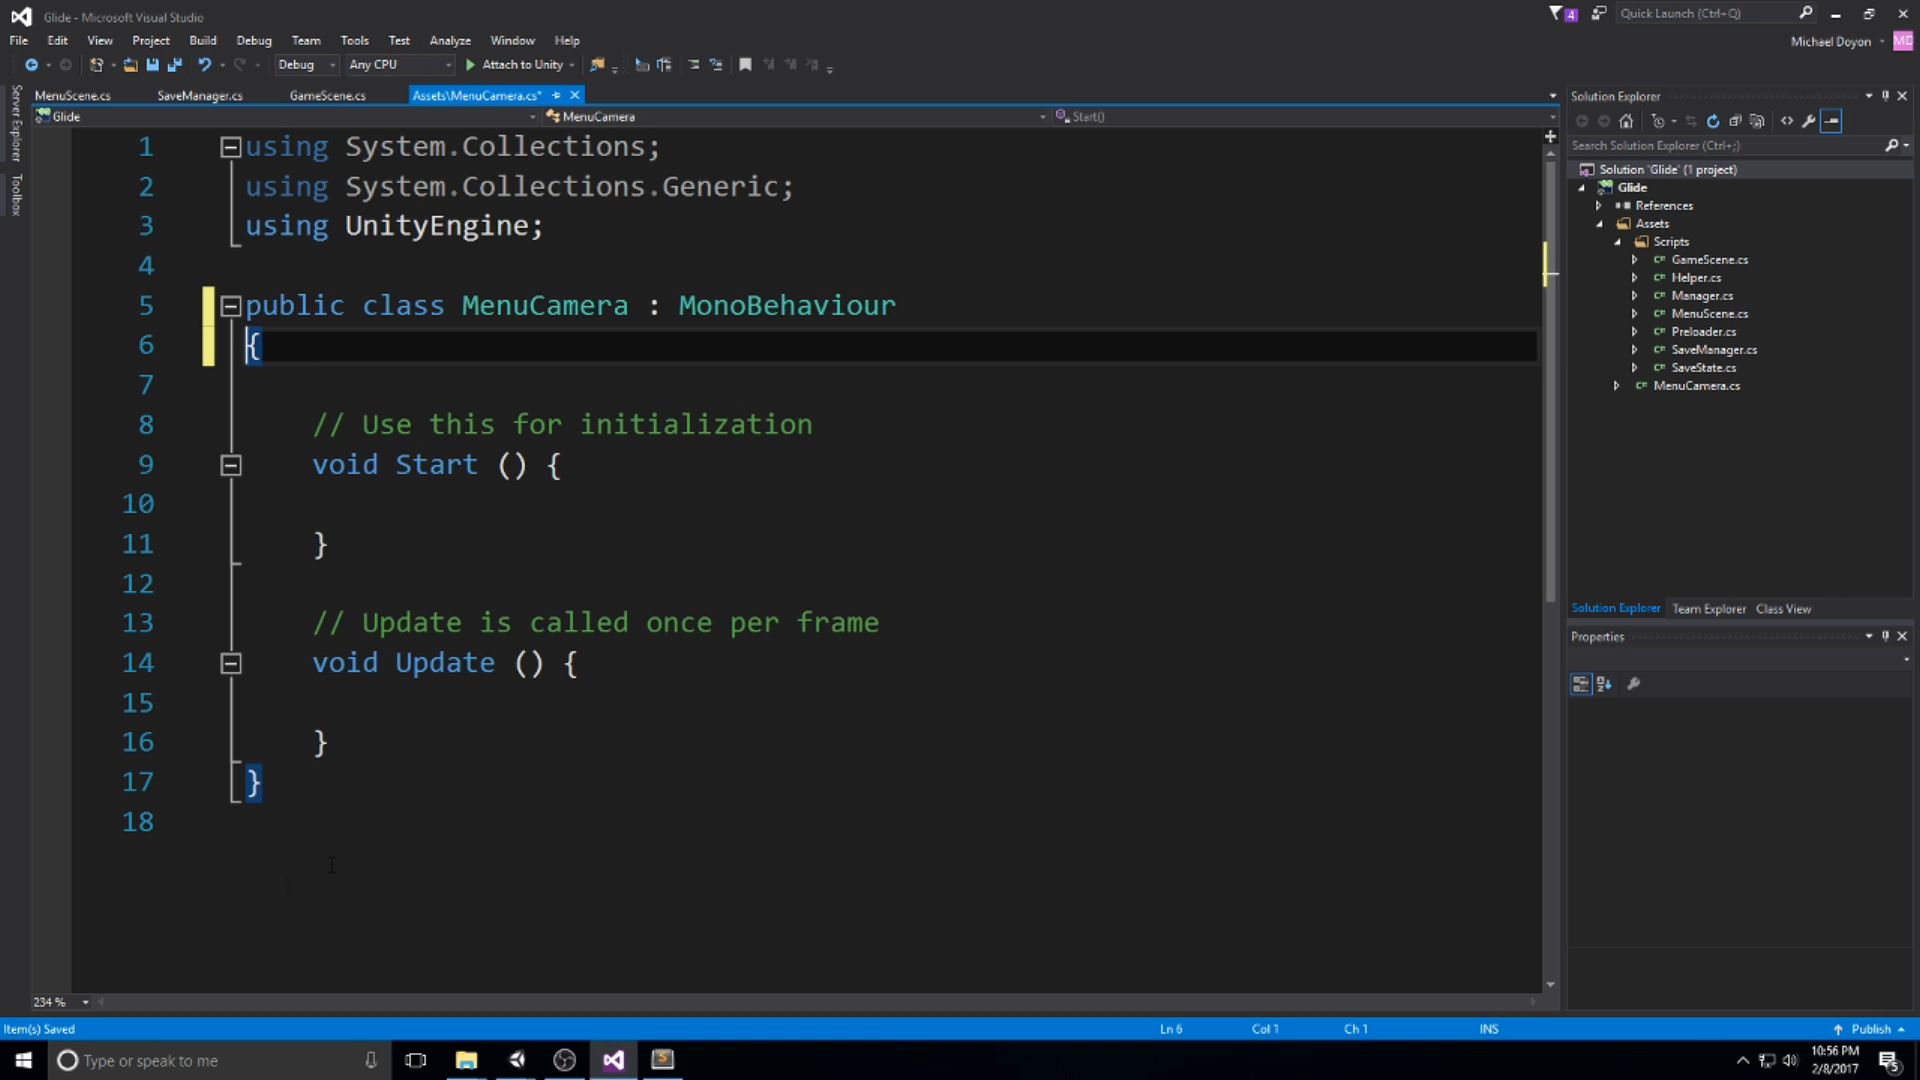 Glide - Microsoft Visual Studio
4
Quick Launch (Ctrl+Q)
File Edit View Project Build Debug Team Tools Test Analyze Window Help
Michael Doyon
MD
Debug Any CPU Attach to Unity
Server Explorer
Toolbox
MenuScene.cs SaveManager.cs GameScene.cs Assets\MenuCamera.cs*
Glide MenuCamera Start()
1 using System.Collections;
2 using System.Collections.Generic;
3 using UnityEngine;
4
5 public class MenuCamera : MonoBehaviour
6 {
7
8 // Use this for initialization
9 void Start () {
10
11 }
12
13 // Update is called once per frame
14 void Update () {
15
16 }
17 }
18
234 %
Solution Explorer
Search Solution Explorer (Ctrl+;)
Solution 'Glide' (1 project)
Glide
References
Assets
Scripts
C# GameScene.cs
C# Helper.cs
C# Manager.cs
C# MenuScene.cs
C# Preloader.cs
C# SaveManager.cs
C# SaveState.cs
C# MenuCamera.cs
Solution Explorer Team Explorer Class View
Properties
Item(s) Saved
Ln 6 Col 1 Ch 1 INS
Publish
Type or speak to me
10:56 PM
2/8/2017
5